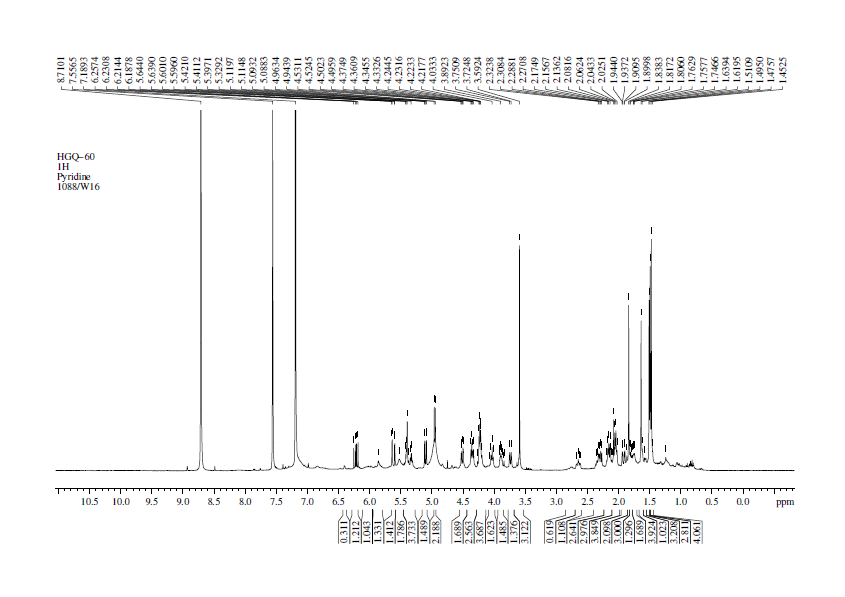 8.7101 7.5565 7.1893 6.2574 6.2308 6.2144 6.1878 5.6440 5.6390 5.6010 5.5960 5.4210 5.4112 5.3971 5.3292 5.1197 5.1148 5.0932 5.0883 4.9634 4.9439 4.5311 4.5245 4.5023 4.4959 4.3749 4.3609 4.3455 4.3326 4.2445 4.2316 4.2233 4.2177 4.0333 3.8923 3.7509 3.7248 3.5924 2.3238 2.3084 2.2881 2.2708 2.1749 2.1567 2.1362 2.0816 2.0624 2.0433 2.0251 1.9440 1.9372 1.9095 1.8998 1.8383 1.8172 1.8060 1.7629 1.7577 1.7466 1.6394 1.6195 1.5109 1.4950 1.4757 1.4525
HGQ-60
1H
Pyridine
1088/W16
10.5 10.0 9.0 8.5 8.0 7.5 7.0 6.5 6.0 5.5 5.0 4.5 4.0 3.5 3.0 2.5 2.0 1.5 1.0 0.5 0.0 ppm
0.311 1.212 1.043 1.331 1.412 1.786 3.733 1.489 2.188 1.689 2.563 3.687 1.623 1.485 1.376 3.122 0.619 1.108 2.641 2.976 3.849 2.098 3.000 1.296 1.689 3.924 1.023 3.208 2.811 4.061